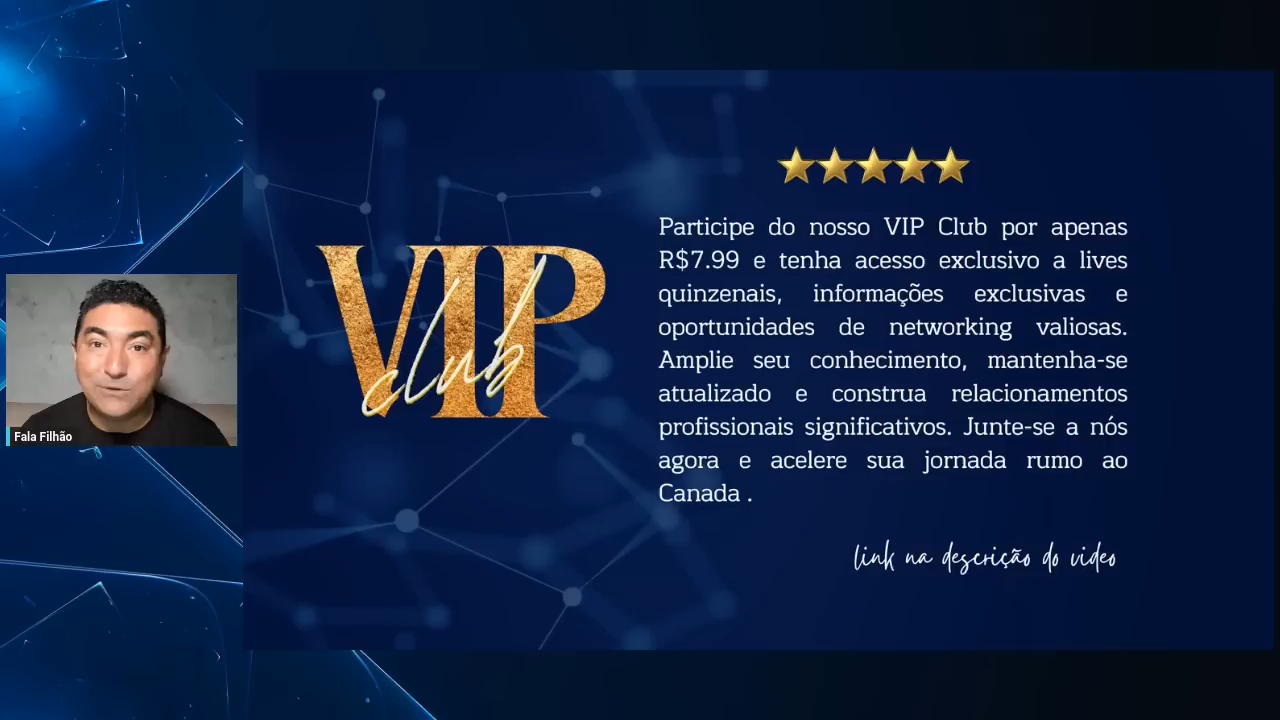 Participe do nosso VIP Club por apenas
R$7.99 e tenha acesso exclusivo a lives
quinzenais, informações exclusivas e
oportunidades de networking valiosas.
Amplie seu conhecimento, mantenha-se
atualizado e construa relacionamentos
profissionais significativos. Junte-se a nós
agora e acelere sua jornada rumo ao
Canada .
link na descrição do video
VIP
club
Fala Filhão